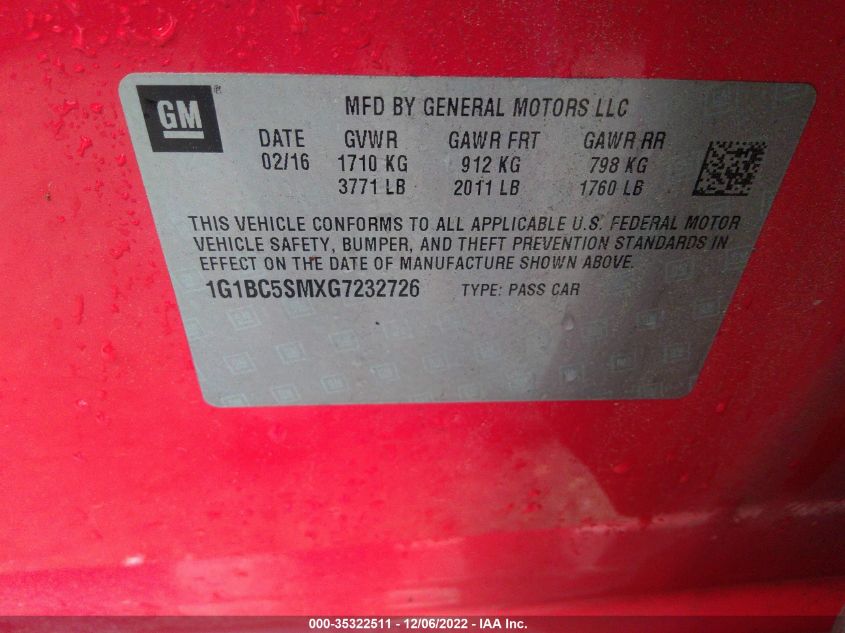 GM
MFD BY GENERAL MOTORS LLC
DATE GVWR GAWR FRT GAWR RR
02/16 1710 KG 912 KG 798 KG
3771 LB 2011 LB 1760 LB
THIS VEHICLE CONFORMS TO ALL APPLICABLE U.S. FEDERAL MOTOR
VEHICLE SAFETY, BUMPER, AND THEFT PREVENTION STANDARDS IN
EFFECT ON THE DATE OF MANUFACTURE SHOWN ABOVE.
1G1BC5SMXG7232726 TYPE: PASS CAR
000-35322511 - 12/06/2022 - IAA Inc.